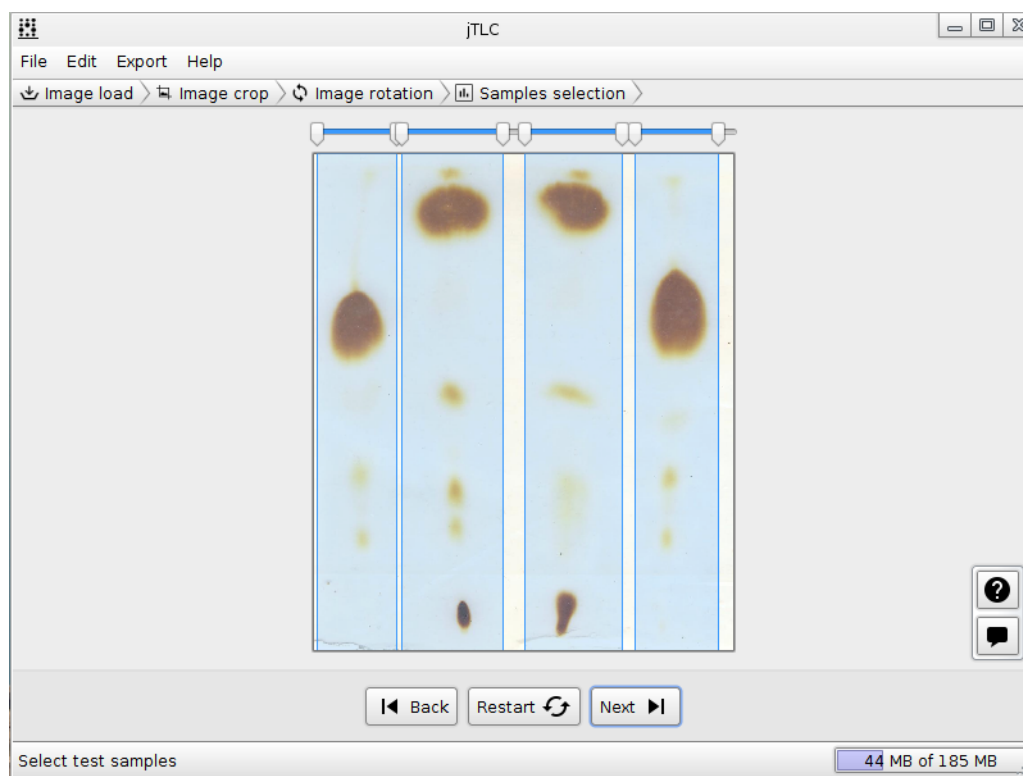 jTLC
File Edit Export Help
Image load Image crop Image rotation Samples selection
Back Restart Next
Select test samples 44 MB of 185 MB